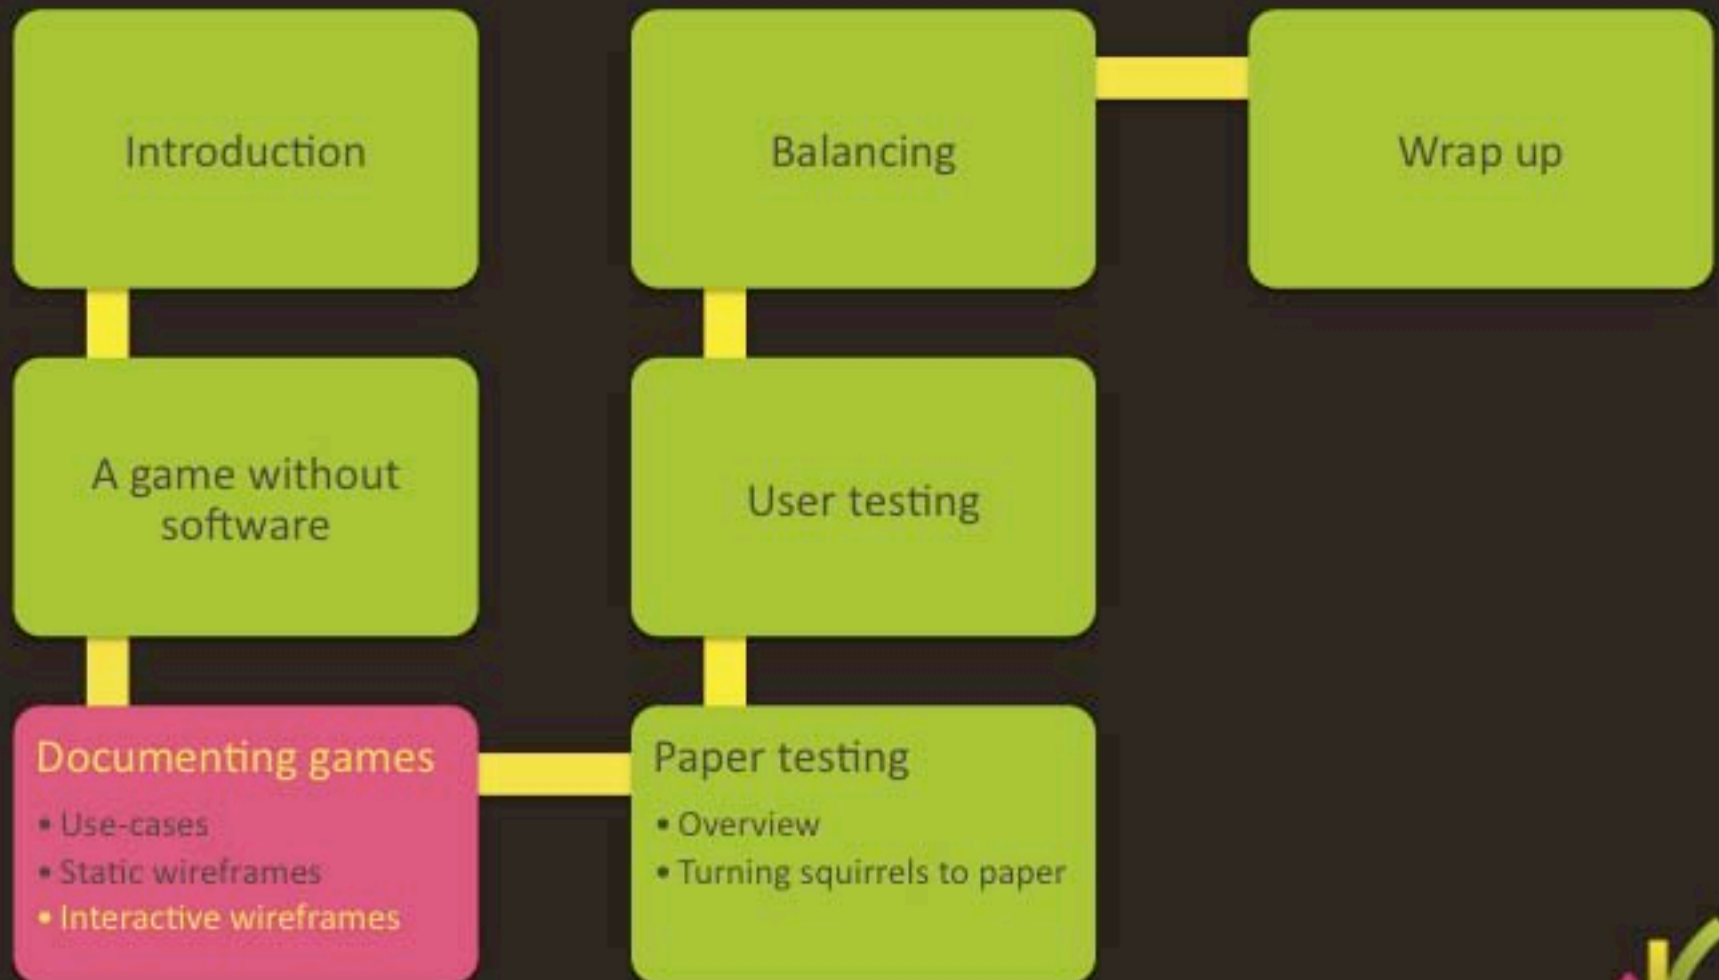 Introduction
A game without
software
Documenting games
• Use-cases
• Static wireframes
• Interactive wireframes
Paper testing
• Overview
• Turning squirrels to paper
User testing
Balancing
Wrap up